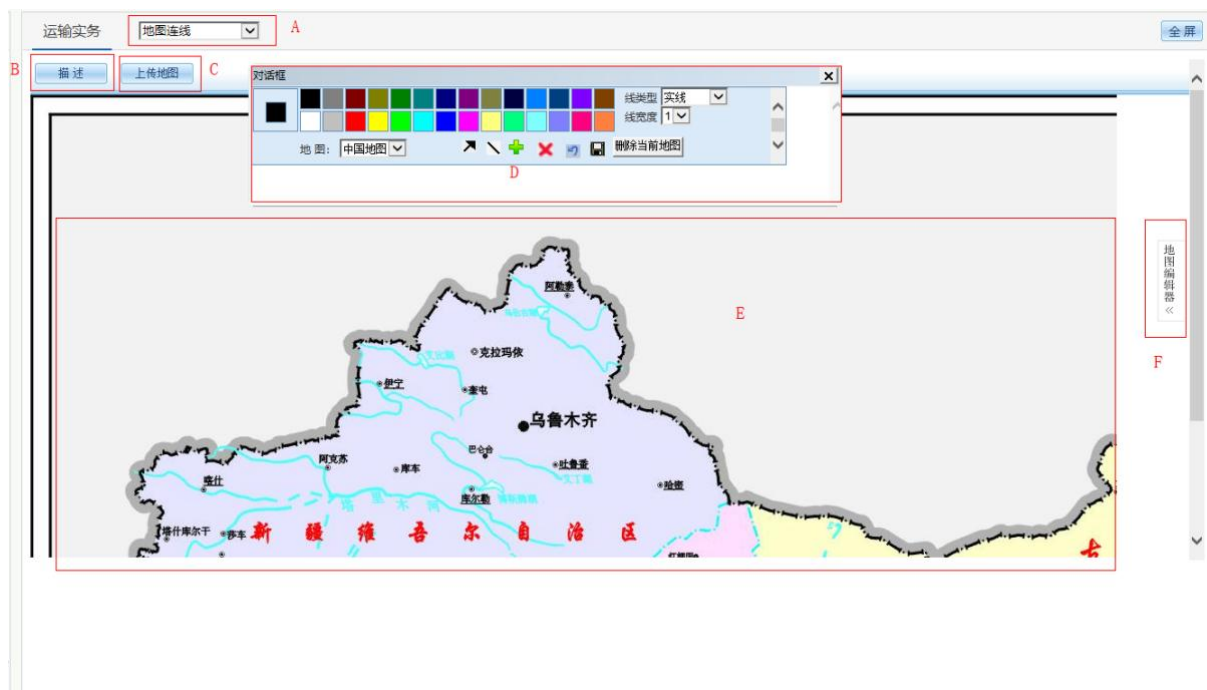 运输实务
地图连线
A
全屏
B
描述
上传地图
C
对话框
线类型 实线
线宽度 1
地图： 中国地图
删除当前地图
D
阿勒泰
E
地图编辑器
F
克拉玛依
伊宁
奎屯
乌鲁木齐
巴仑台
阿克苏
库车
吐鲁番
喀什
库尔勒
哈密
塔里木河
塔什库尔干
莎车
新疆维吾尔自治区